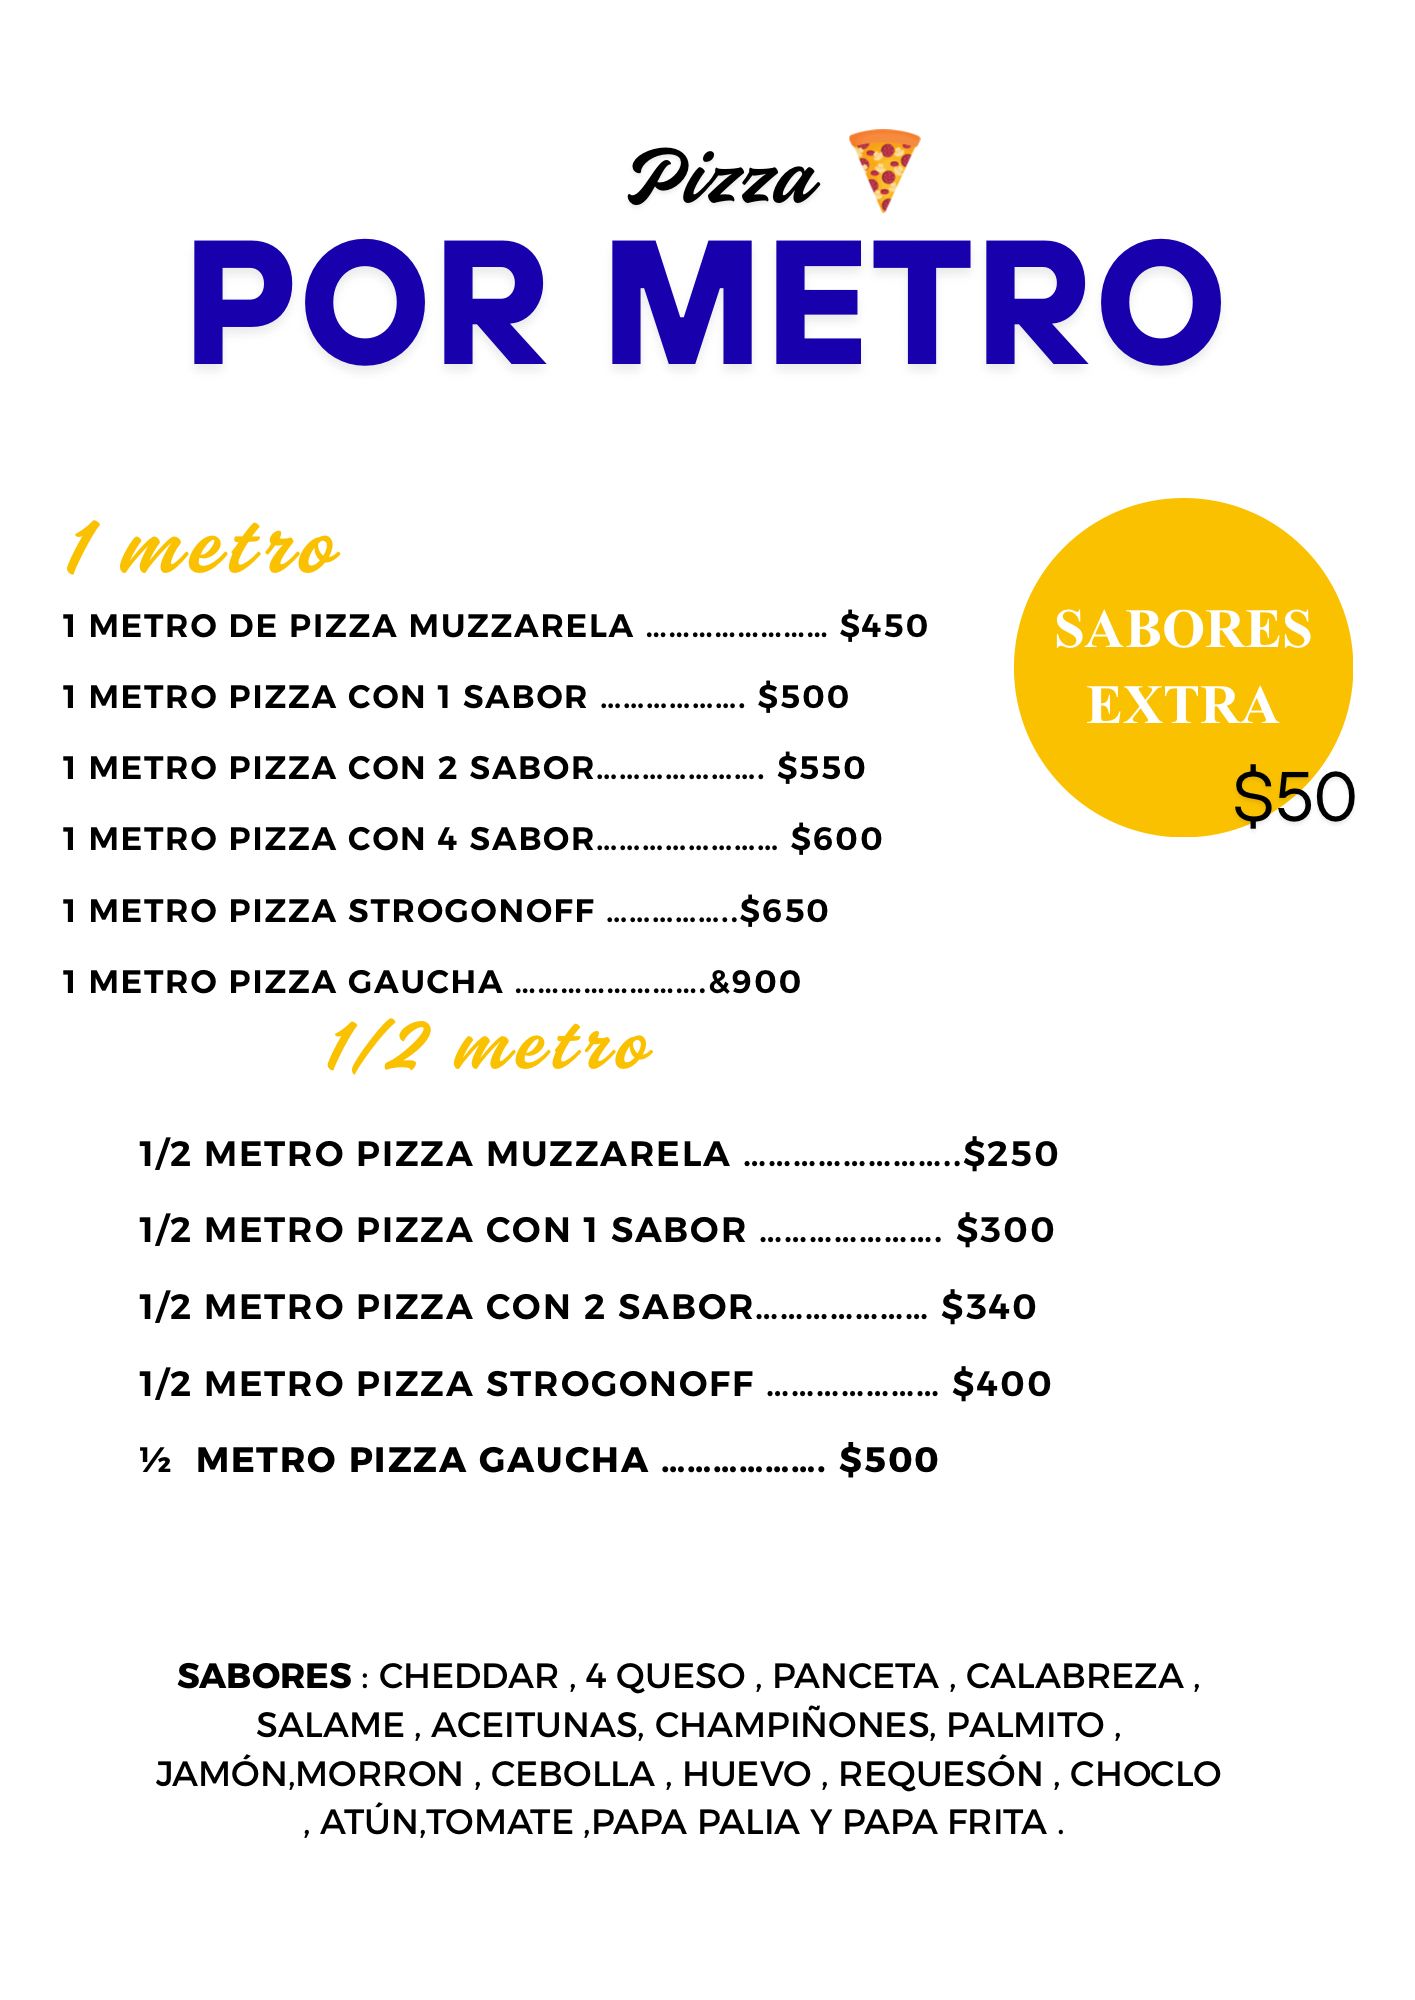 Pizza
POR METRO
1 metro
1 METRO DE PIZZA MUZZARELA ........................ $450
1 METRO PIZZA CON 1 SABOR ................... $500
1 METRO PIZZA CON 2 SABOR...................... $550
1 METRO PIZZA CON 4 SABOR........................ $600
1 METRO PIZZA STROGONOFF .................$650
1 METRO PIZZA GAUCHA .........................&900
SABORES
EXTRA
$50
1/2 metro
1/2 METRO PIZZA MUZZARELA ..........................$250
1/2 METRO PIZZA CON 1 SABOR ...................... $300
1/2 METRO PIZZA CON 2 SABOR..................... $340
1/2 METRO PIZZA STROGONOFF ..................... $400
½ METRO PIZZA GAUCHA ................... $500
SABORES : CHEDDAR , 4 QUESO , PANCETA , CALABREZA ,
SALAME , ACEITUNAS, CHAMPIÑONES, PALMITO ,
JAMÓN,MORRON , CEBOLLA , HUEVO , REQUESÓN , CHOCLO
, ATÚN,TOMATE ,PAPA PALIA Y PAPA FRITA .